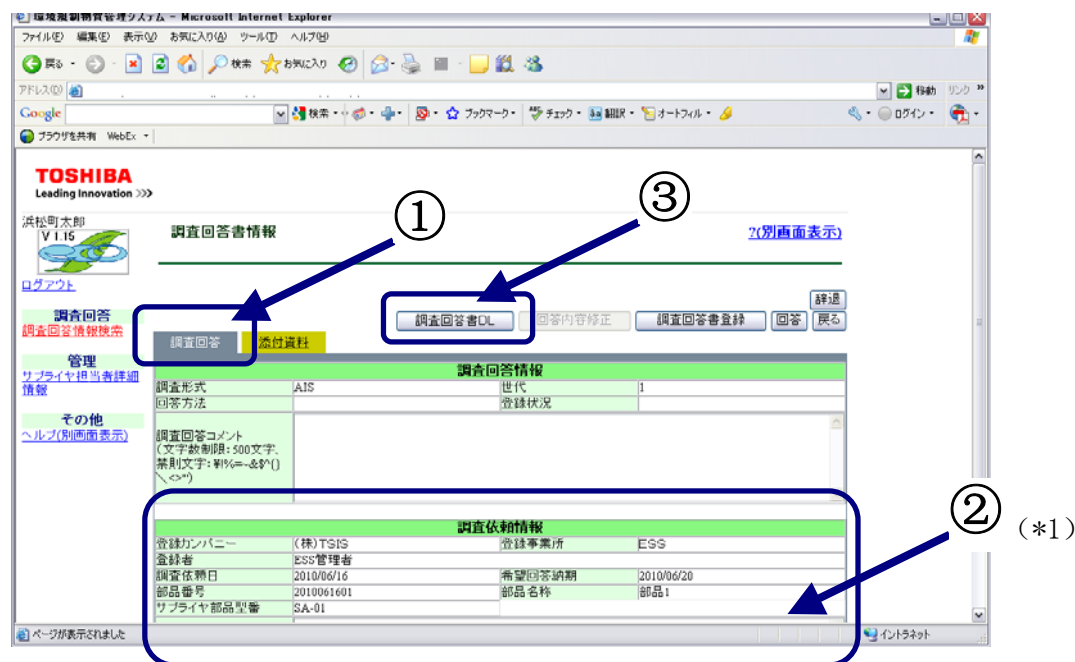 環境規制物質管理システム - Microsoft Internet Explorer
ファイル(F) 編集(E) 表示(V) お気に入り(A) ツール(T) ヘルプ(H)
戻る 検索 お気に入り
アドレス(D) 移動 リンク »
Google 検索 ブックマーク チェック 翻訳 オートフィル ログイン
ブラウザを共有 WebEx
TOSHIBA
Leading Innovation >>>
浜松町太郎
V 1.15
調査回答書情報
?(別画面表示)
① ③
ログアウト
辞退
調査回答書DL 回答内容修正 調査回答書登録 回答 戻る
調査回答
調査回答情報検索
管理
サプライヤ担当者詳細情報
その他
ヘルプ(別画面表示)
調査回答 添付資料
調査回答情報
調査形式 AIS 世代 1
回答方法 登録状況
調査回答コメント
(文字数制限:500文字、
禁則文字:¥!%=~&$^()
\<>")
調査依頼情報
登録カンパニー (株)TSIS 登録事業所 ESS
登録者 ESS管理者
調査依頼日 2010/06/16 希望回答納期 2010/06/20
部品番号 2010061601 部品名称 部品1
サプライヤ部品型番 SA-01
② (*1)
ページが表示されました イントラネット